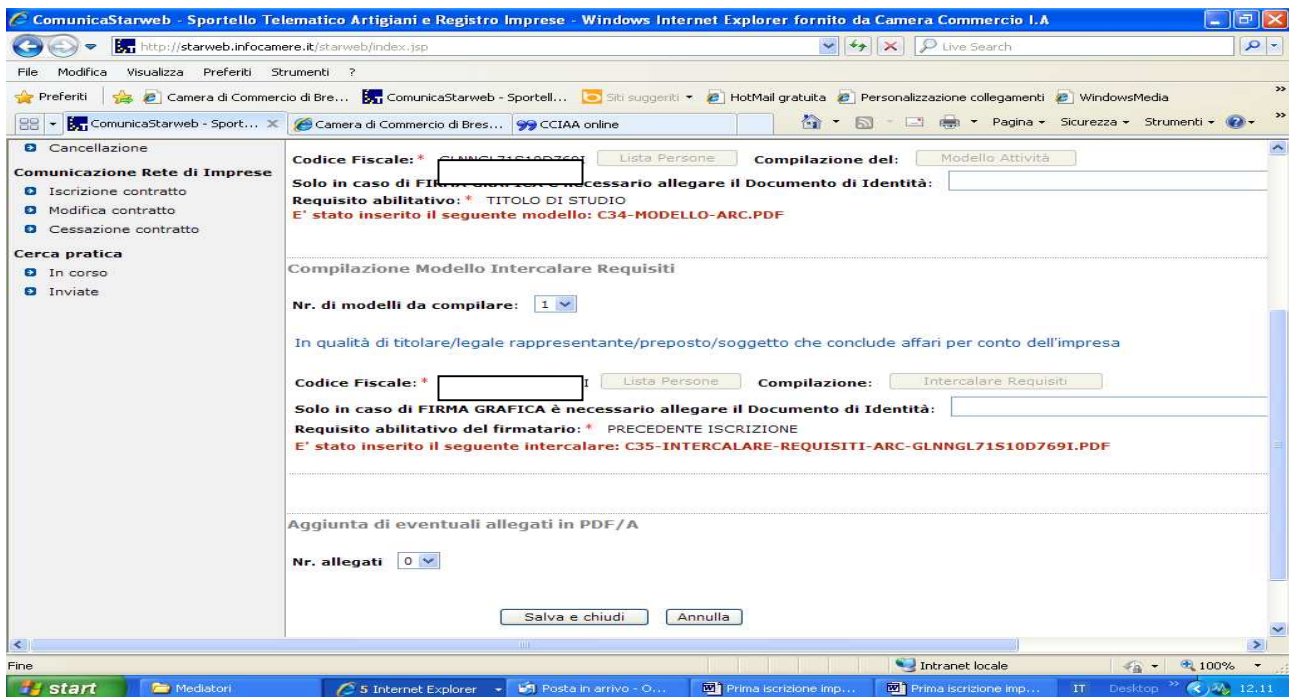 ComunicaStarweb - Sportello Telematico Artigiani e Registro Imprese - Windows Internet Explorer fornito da Camera Commercio I.A
http://starweb.infocamere.it/starweb/index.jsp
Live Search
File Modifica Visualizza Preferiti Strumenti ?
Preferiti Camera di Commercio di Bre... ComunicaStarweb - Sportell... Siti suggeriti HotMail gratuita Personalizzazione collegamenti WindowsMedia »
ComunicaStarweb - Sport... Camera di Commercio di Bres... CCIAA online Pagina Sicurezza Strumenti »
Cancellazione
Comunicazione Rete di Imprese
Iscrizione contratto
Modifica contratto
Cessazione contratto
Cerca pratica
In corso
Inviate
Codice Fiscale: * Lista Persone Compilazione del: Modello Attività
Solo in caso di necessario allegare il Documento di Identità:
Requisito abilitativo: * TITOLO DI STUDIO
E' stato inserito il seguente modello: C34-MODELLO-ARC.PDF
Compilazione Modello Intercalare Requisiti
Nr. di modelli da compilare: 1
In qualità di titolare/legale rappresentante/preposto/soggetto che conclude affari per conto dell'impresa
Codice Fiscale: * I Lista Persone Compilazione: Intercalare Requisiti
Solo in caso di FIRMA GRAFICA è necessario allegare il Documento di Identità:
Requisito abilitativo del firmatario: * PRECEDENTE ISCRIZIONE
E' stato inserito il seguente intercalare: C35-INTERCALARE-REQUISITI-ARC-GLNNGL71S10D769I.PDF
Aggiunta di eventuali allegati in PDF/A
Nr. allegati 0
Salva e chiudi Annulla
Fine Intranet locale 100%
start Mediatori 5 Internet Explorer Posta in arrivo - O... Prima iscrizione imp... Prima iscrizione imp... IT Desktop » 12.11